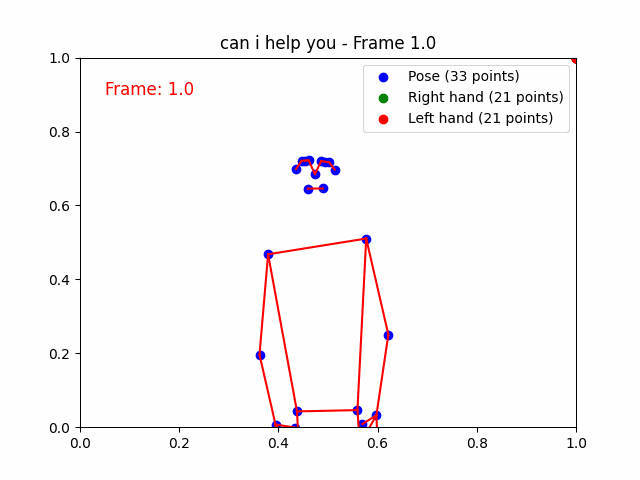 can i help you - Frame 1.0
Frame: 1.0
Pose (33 points)
Right hand (21 points)
Left hand (21 points)
1.0
0.8
0.6
0.4
0.2
0.0
0.0 0.2 0.4 0.6 0.8 1.0